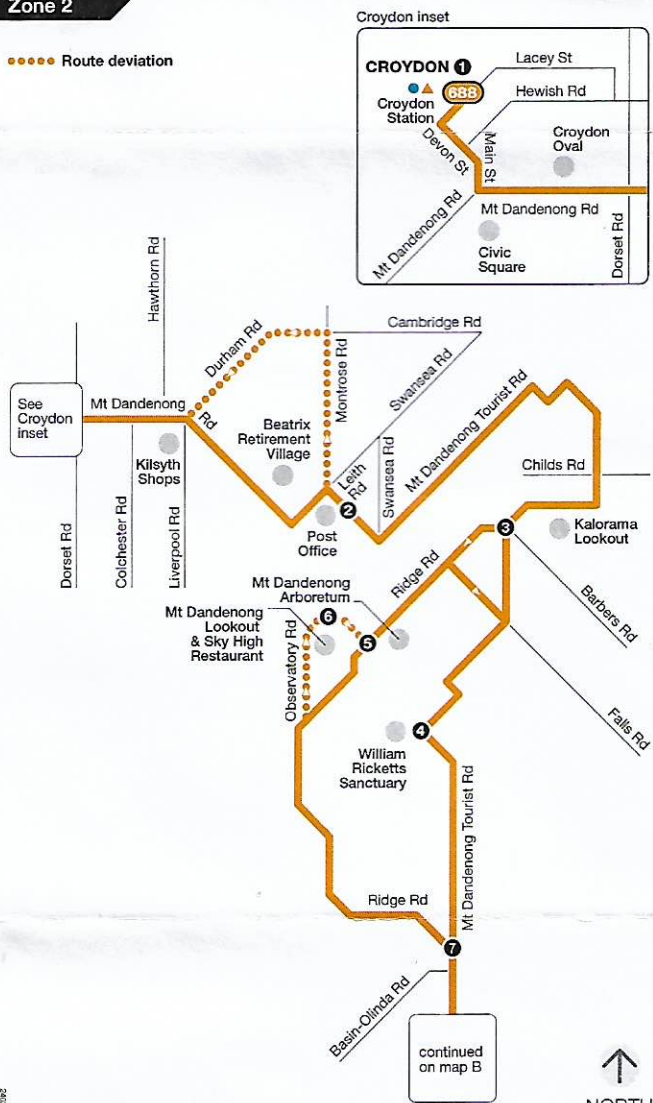 Zone 2
Route deviation
Croydon inset
CROYDON 1
688
Croydon
Station
Lacey St
Hewish Rd
Devon St
Main St
Croydon
Oval
Mt Dandenong Rd
Mt Dandenong Rd
Civic
Square
Dorset Rd
Hawthorn Rd
Durham Rd
Cambridge Rd
Montrose Rd
Swansea Rd
Mt Dandenong Tourist Rd
See
Croydon
inset
Mt Dandenong
Rd
Beatrix
Retirement
Village
Kilsyth
Shops
Leith
Rd
Swansea Rd
Childs Rd
2
Post
Office
3
Kalorama
Lookout
Dorset Rd
Colchester Rd
Liverpool Rd
Ridge Rd
Barbers Rd
Mt Dandenong
Arboretum
Mt Dandenong
Lookout
& Sky High
Restaurant
6
5
Observatory Rd
Falls Rd
4
William
Ricketts
Sanctuary
Mt Dandenong Tourist Rd
Ridge Rd
7
Basin-Olinda Rd
continued
on map B
NORTH